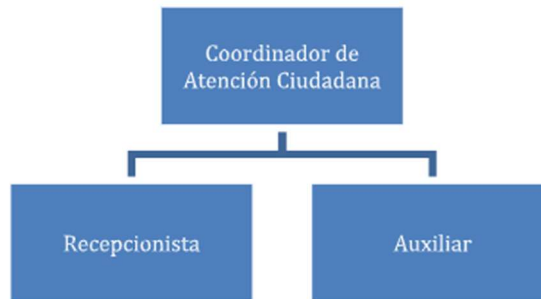 Coordinador de
Atención Ciudadana
Recepcionista
Auxiliar